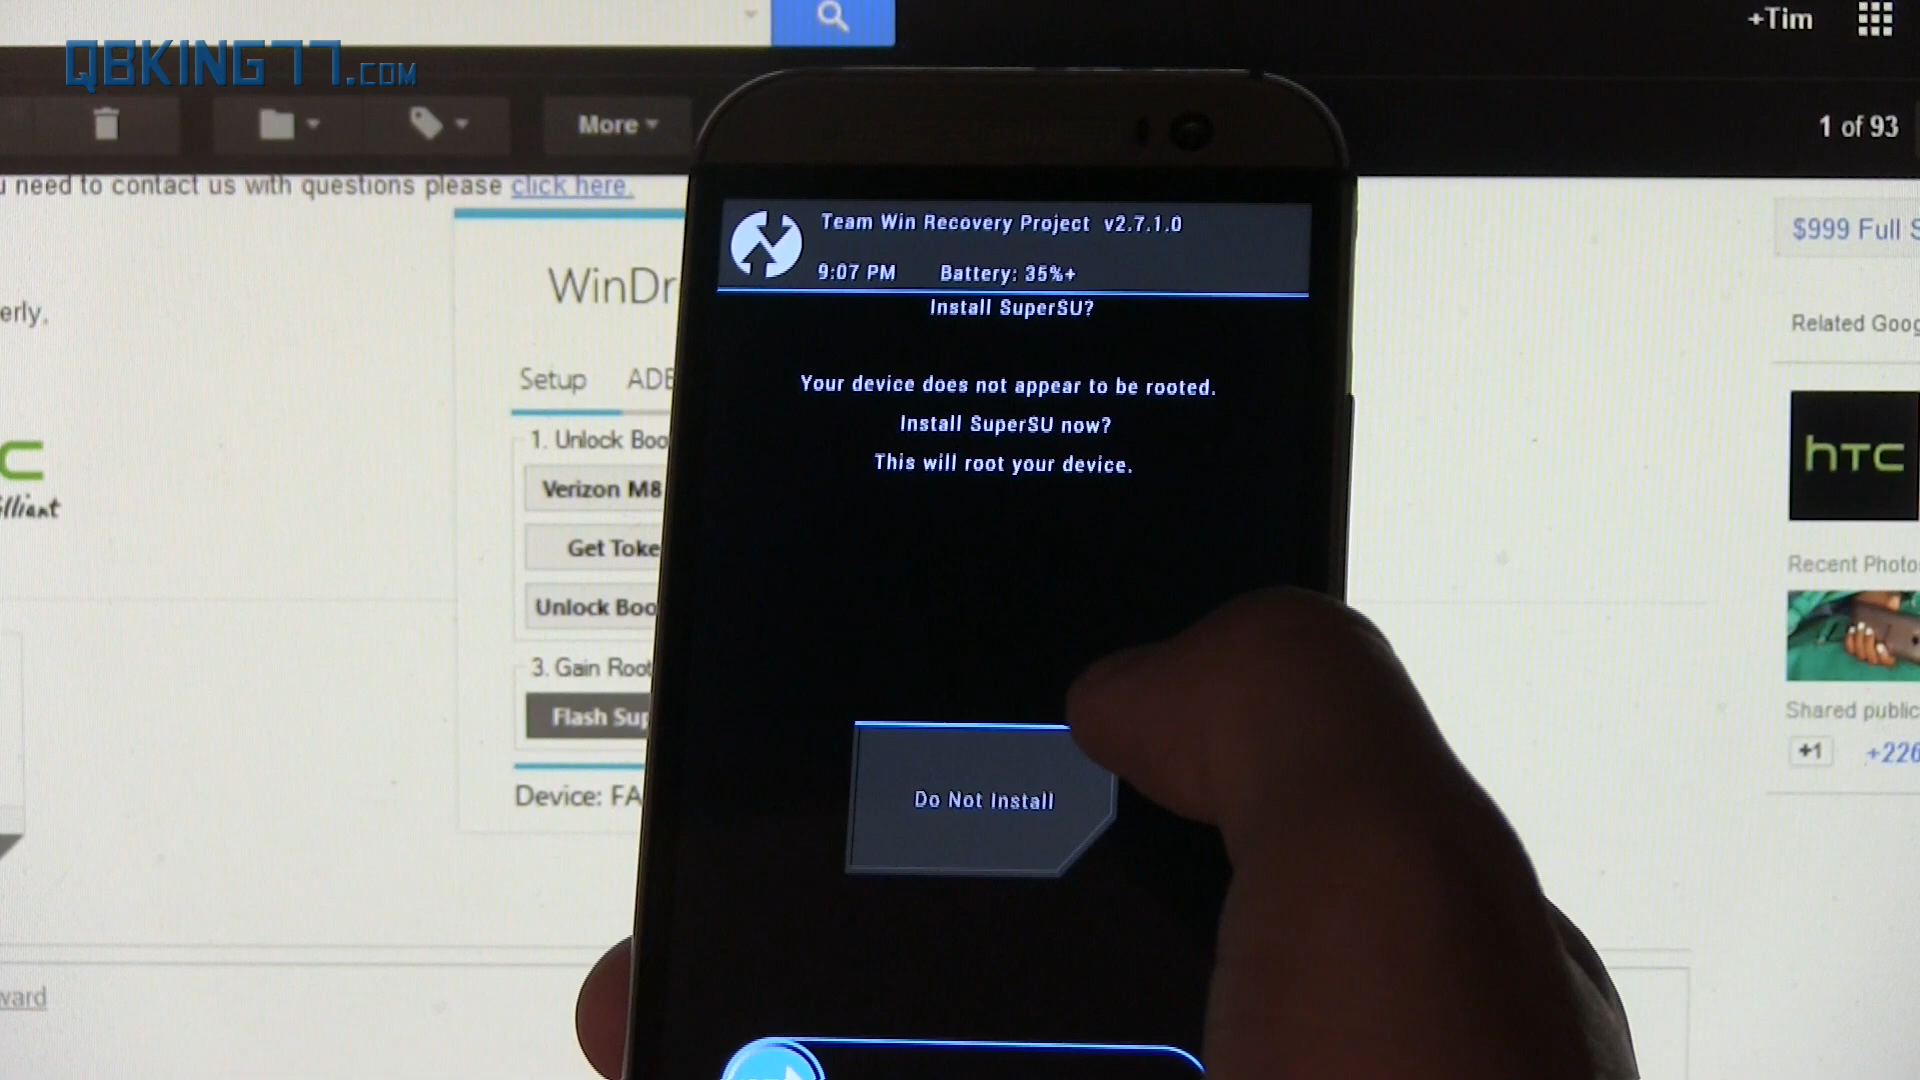 +Tim
QBKING77.COM
More
1 of 93
need to contact us with questions please click here.
Team Win Recovery Project v2.7.1.0
9:07 PM Battery: 35%+
Install SuperSU?
Your device does not appear to be rooted.
Install SuperSU now?
This will root your device.
Do Not Install
erly,
WinDr
Setup ADB
1. Unlock Boo
Verizon M8
Get Toke
Unlock Boo
3. Gain Root
Flash Sup
Device: FA
lliant
ward
$999 Full S
Related Goog
hTC
Recent Photo
Shared public
+1 +226